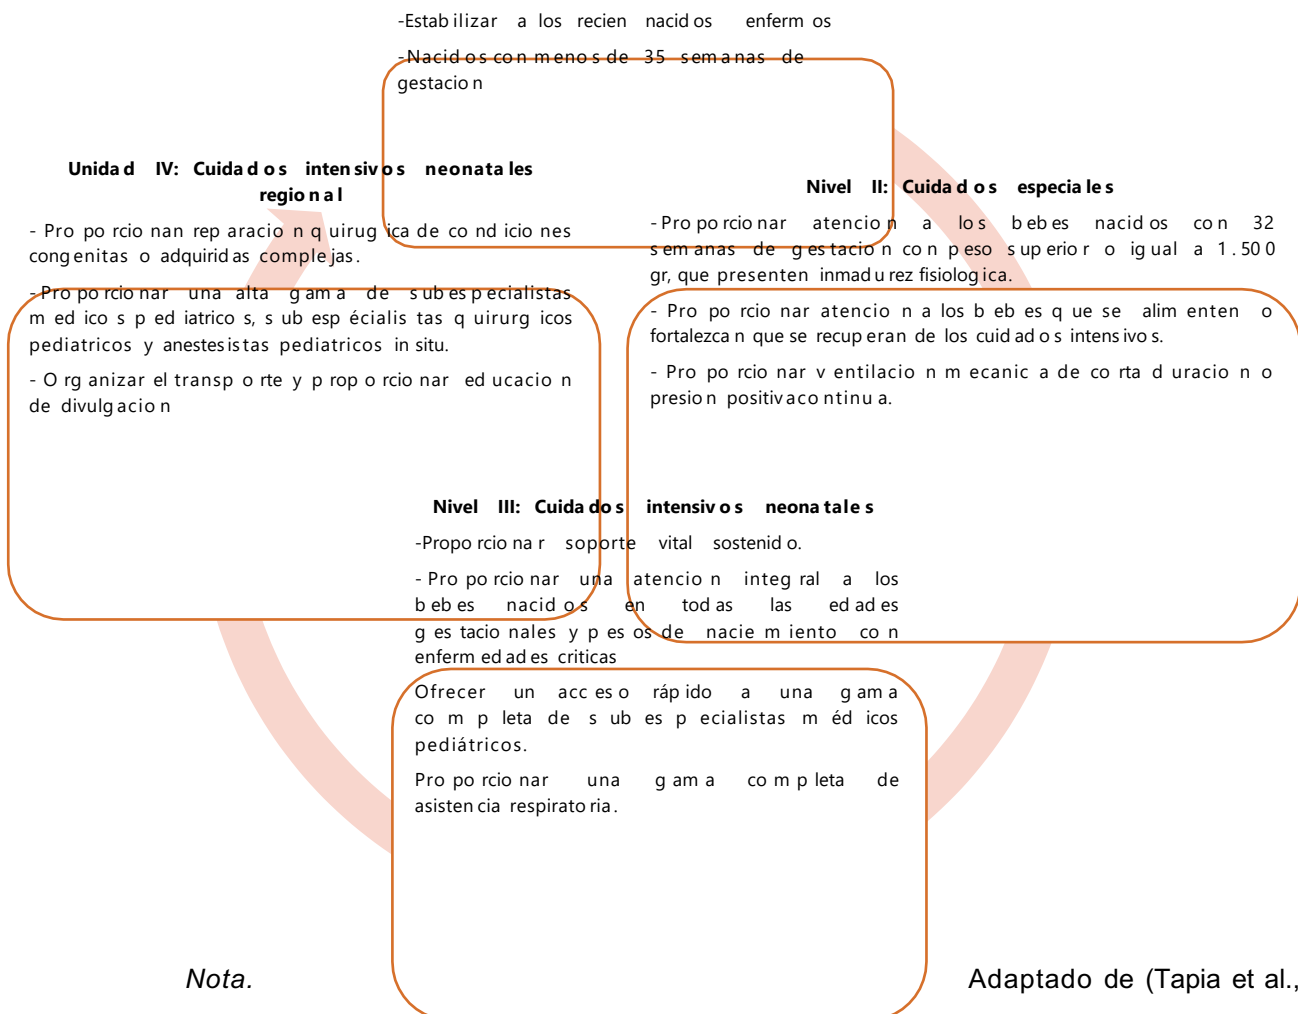 -Estabilizar a los recien nacidos enfermos
-Nacidos con menos de 35 semanas de
gestacion
Unidad IV: Cuidados intensivos neonatales
regional
- Proporcionan reparacion quirugica de condiciones
congenitas o adquiridas complejas.
-Proporcionar una alta gama de subespecialistas
medicos pediatricos, subespécialistas quirurgicos
pediatricos y anestesistas pediatricos in situ.
- Organizar el transporte y proporcionar educacion
de divulgacion
Nivel II: Cuidados especiales
-Proporcionar atencion a los bebes nacidos con 32
semanas de gestacion con peso superior o igual a 1.500
gr, que presenten inmadurez fisiologica.
- Proporcionar atencion a los bebes que se alimenten o
fortalezcan que se recuperan de los cuidados intensivos.
- Proporcionar ventilacion mecanica de corta duracion o
presion positivacontinua.
Nivel III: Cuidados intensivos neonatales
-Proporcionar soporte vital sostenido.
- Proporcionar una atencion integral a los
bebes nacidos en todas las edades
gestacionales y pesos de naciemiento con
enfermedades criticas
Ofrecer un acceso rápido a una gama
completa de subespecialistas médicos
pediátricos.
Proporcionar una gama completa de
asistencia respiratoria.
Nota. Adaptado de (Tapia et al.,